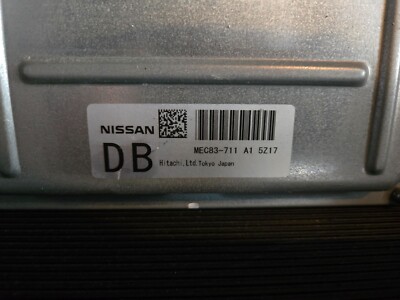 NISSAN
DB
MEC83-711 A1 5Z17
Hitachi,Ltd.Tokyo Japan